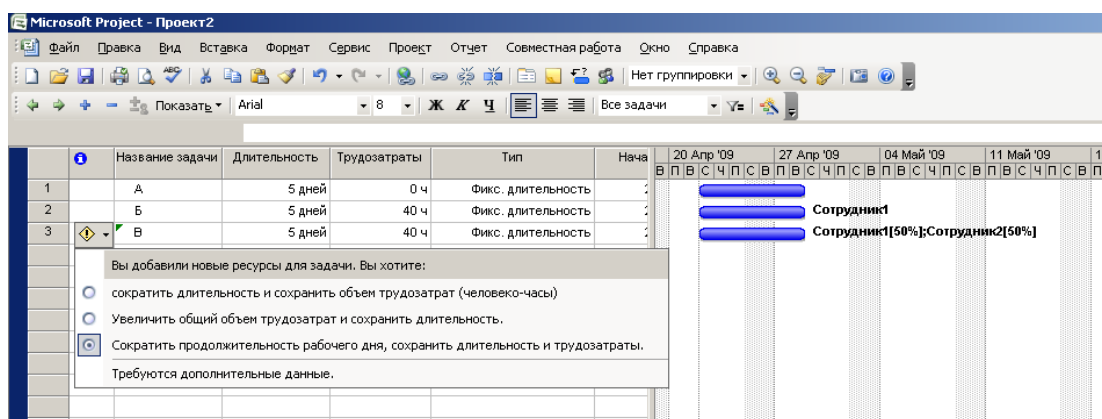 Microsoft Project - Проект2
Файл Правка Вид Вставка Формат Сервис Проект Отчет Совместная работа Окно Справка
Нет группировки
Показать Arial 8 Ж К Ч Все задачи
Название задачи Длительность Трудозатраты Тип Нача 20 Апр '09 27 Апр '09 04 Май '09 11 Май '09 1
В П В С Ч П С В П В С Ч П С В П В С Ч П С В П В С Ч П С В П
1 А 5 дней 0 ч Фикс. длительность 2
2 Б 5 дней 40 ч Фикс. длительность 2 Сотрудник1
3 В 5 дней 40 ч Фикс. длительность 2 Сотрудник1[50%];Сотрудник2[50%]
Вы добавили новые ресурсы для задачи. Вы хотите:
сократить длительность и сохранить объем трудозатрат (человеко-часы)
Увеличить общий объем трудозатрат и сохранить длительность.
Сократить продолжительность рабочего дня, сохранить длительность и трудозатраты.
Требуются дополнительные данные.